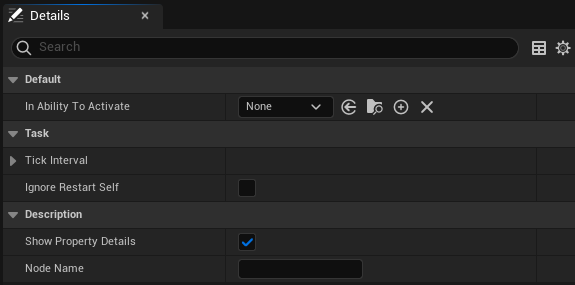 Details
Search
Default
In Ability To Activate None
Task
Tick Interval
Ignore Restart Self
Description
Show Property Details
Node Name